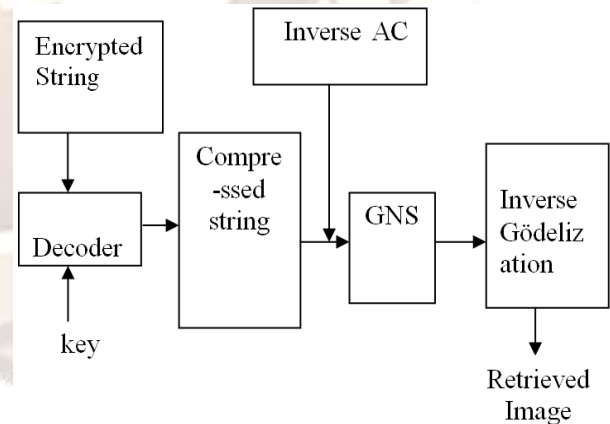 Encrypted
String
Inverse AC
Decoder
key
Compre
-ssed
string
GNS
Inverse
Gödeliz
ation
Retrieved
Image